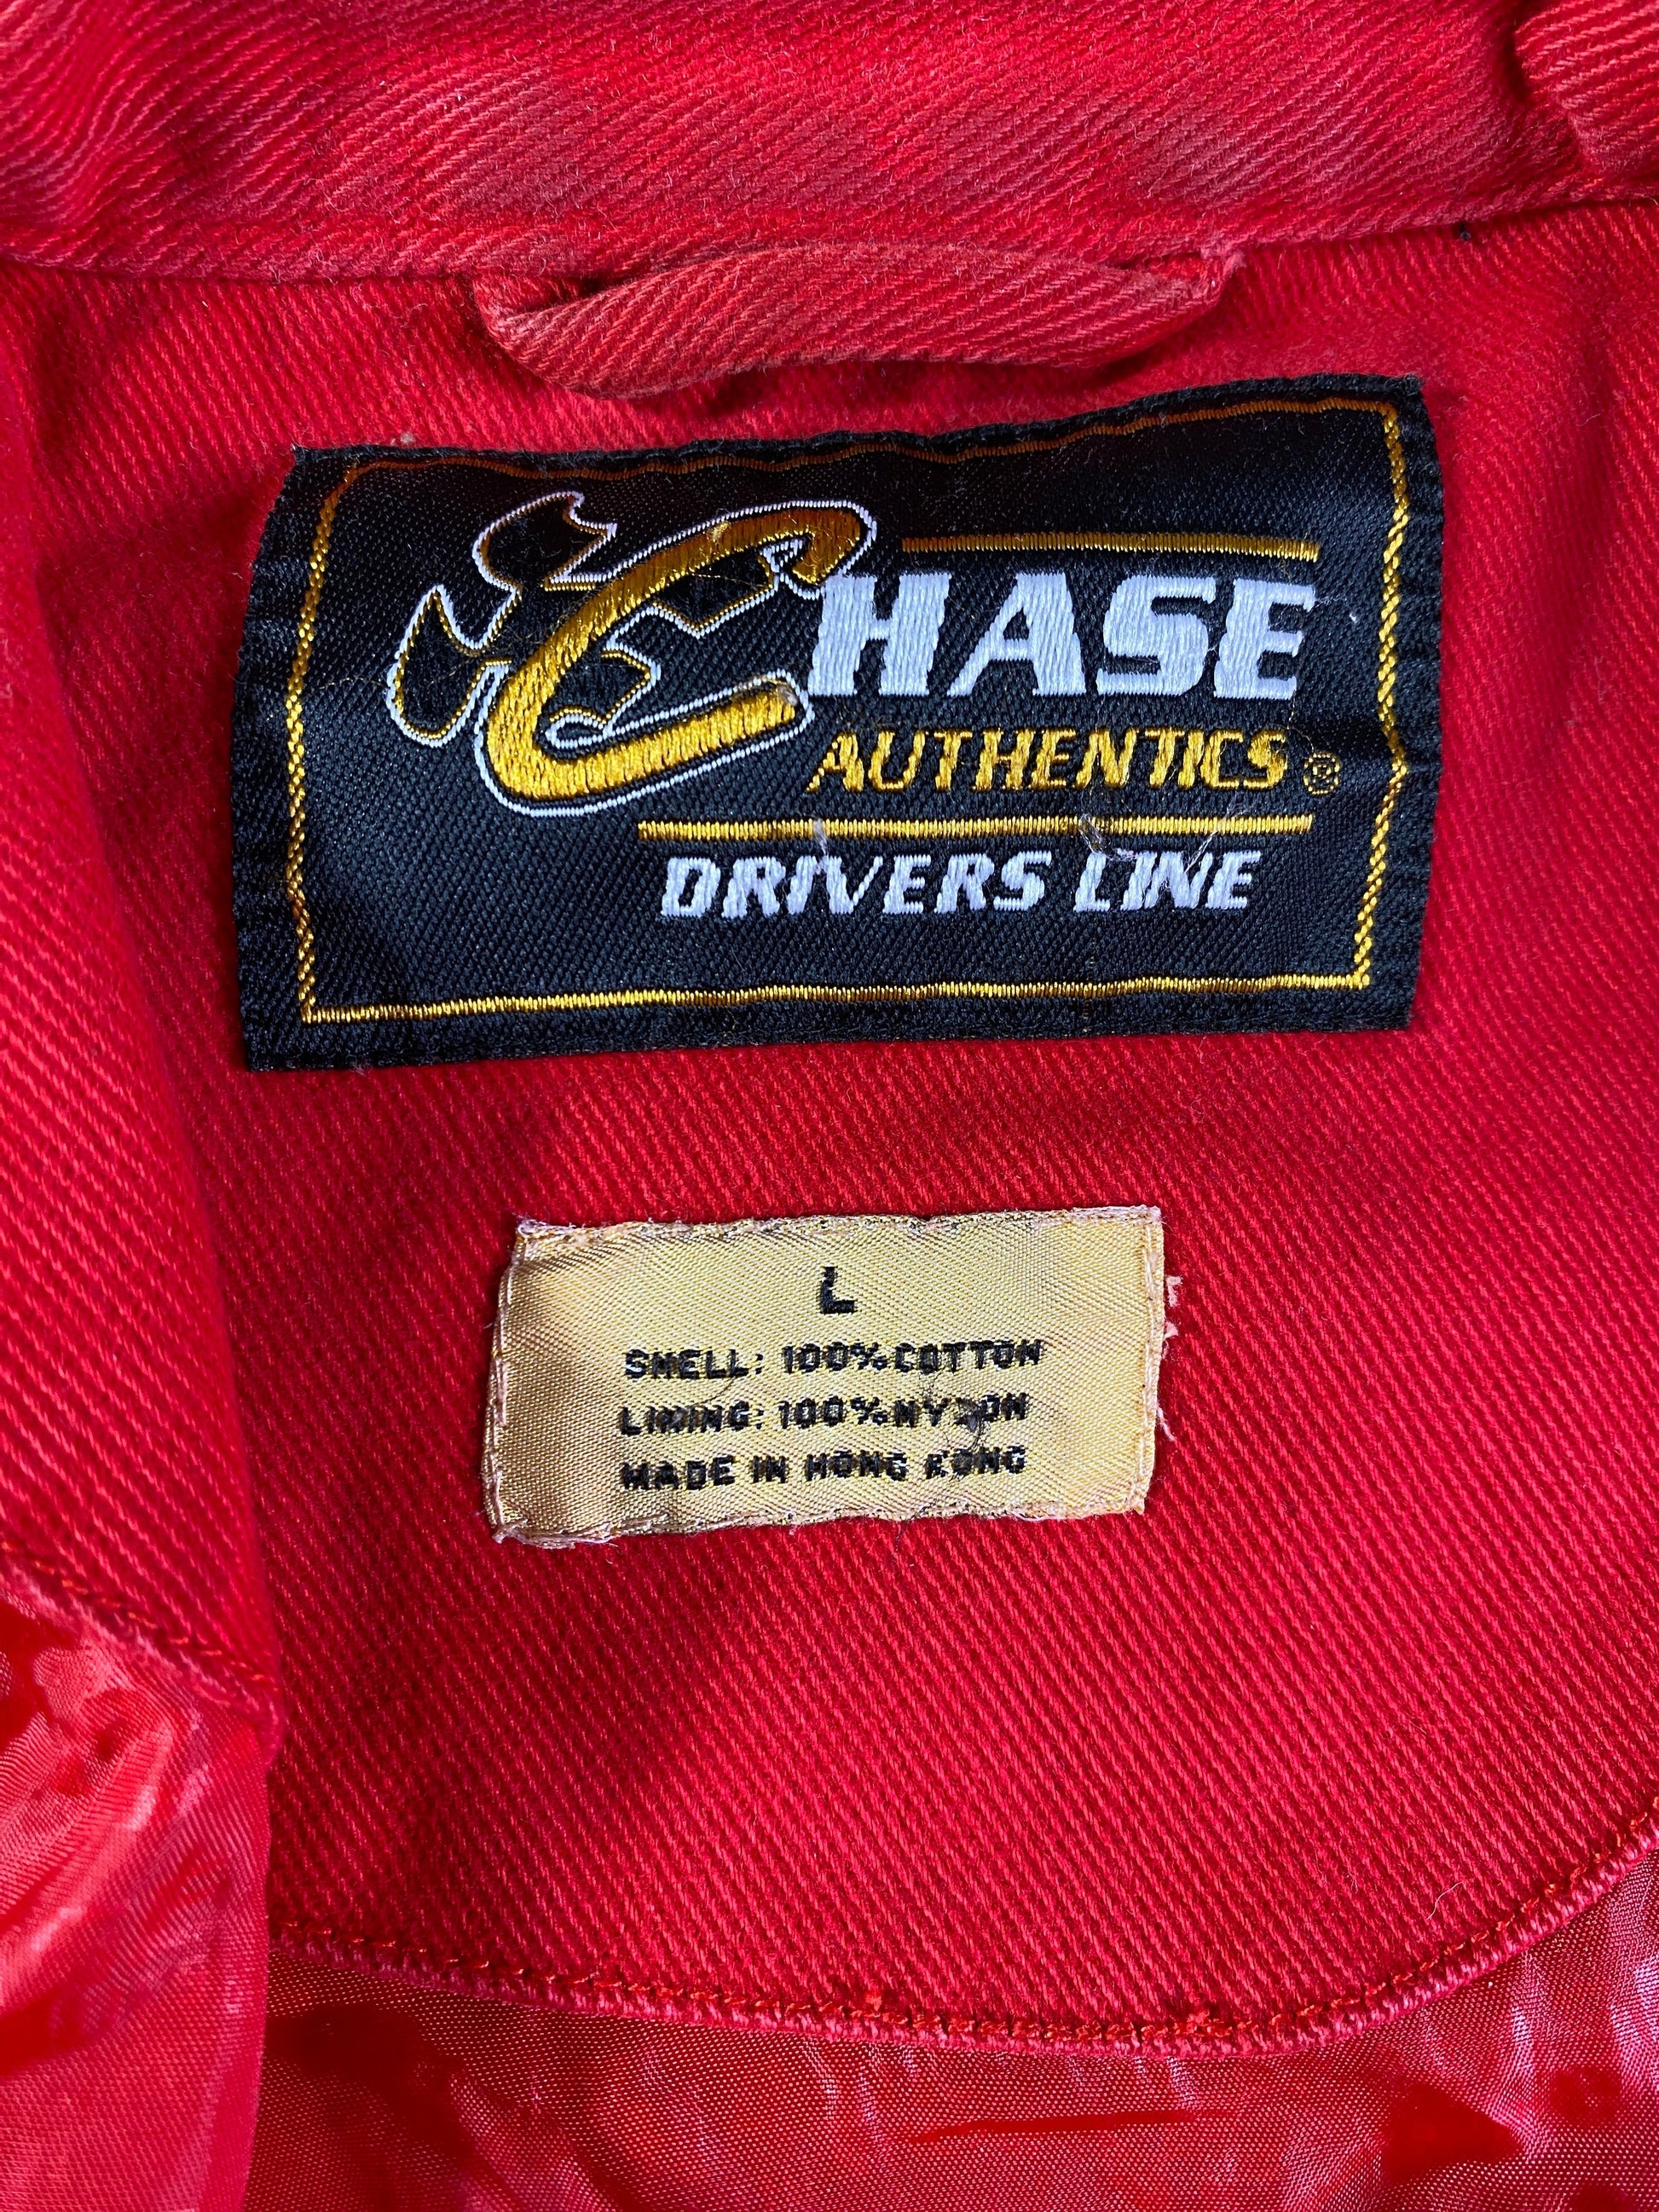 CHASE
AUTHENTICS®
DRIVERS LINE
L
SHELL: 100% COTTON
LINING: 100% NYLON
MADE IN HONG KONG